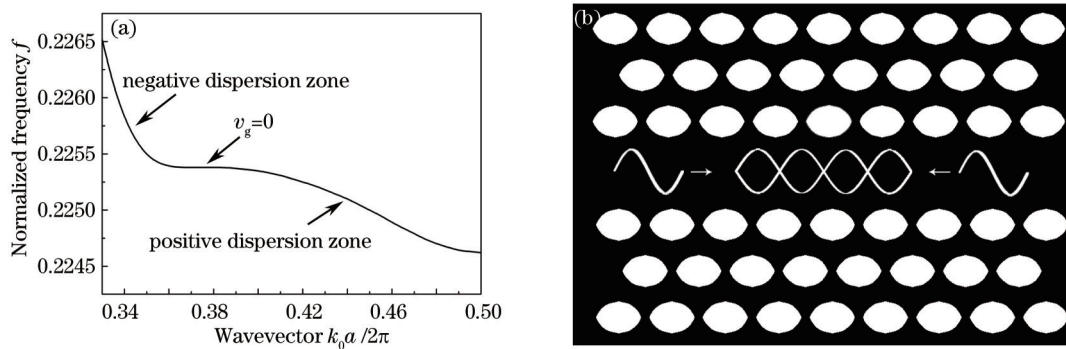 (a)
negative dispersion zone
v_g=0
positive dispersion zone
Normalized frequency f
0.2265
0.2260
0.2255
0.2250
0.2245
0.34
0.38
0.42
0.46
0.50
Wavevector k_0 a /2π
(b)